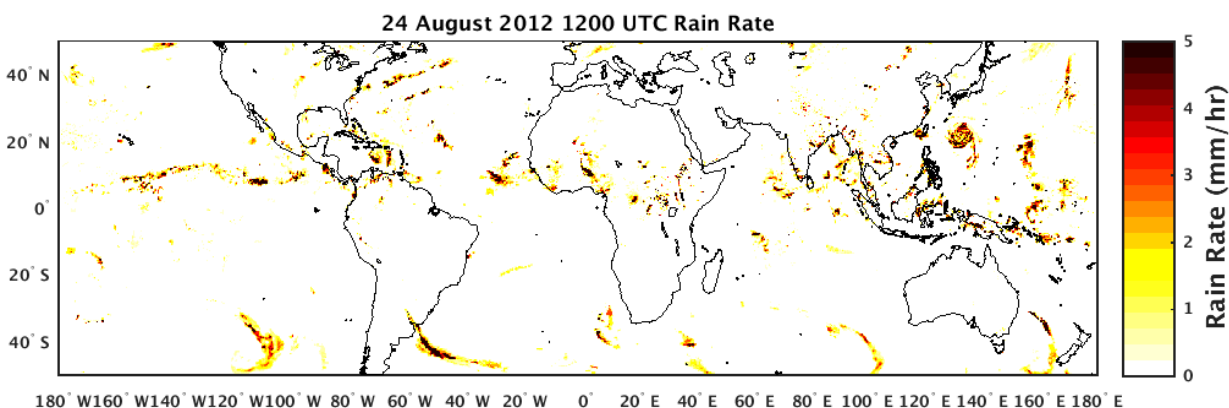 24 August 2012 1200 UTC Rain Rate
40° N
20° N
0°
20° S
40° S
180° W160° W140° W120° W100° W 80° W 60° W 40° W 20° W 0° 20° E 40° E 60° E 80° E 100° E 120° E 140° E 160° E 180° E
5
4
3
2
1
0
Rain Rate (mm/hr)